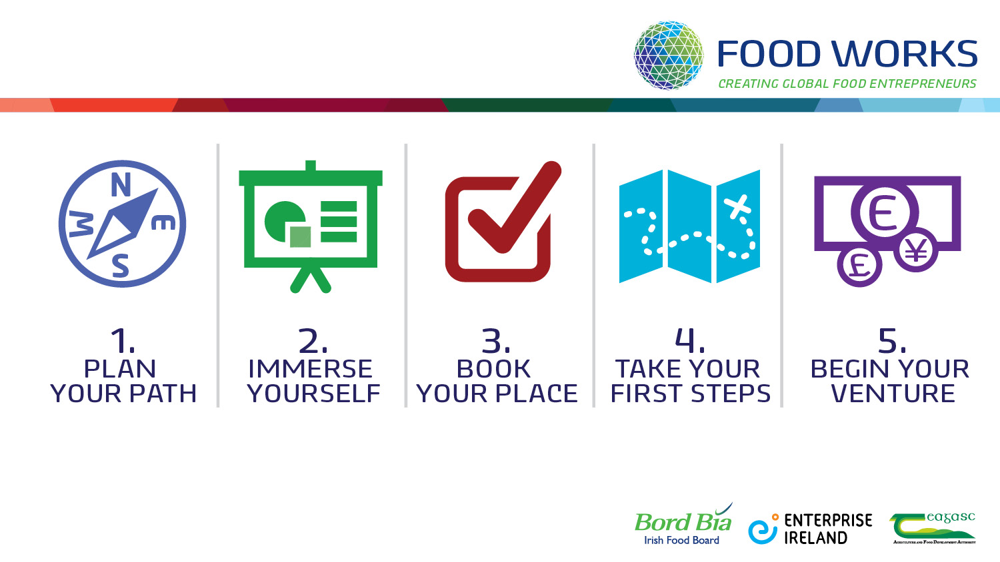 FOOD WORKS
CREATING GLOBAL FOOD ENTREPRENEURS
N
E
S
W
€
£
¥
1.
PLAN
YOUR PATH
2.
IMMERSE
YOURSELF
3.
BOOK
YOUR PLACE
4.
TAKE YOUR
FIRST STEPS
5.
BEGIN YOUR
VENTURE
Bord Bia
Irish Food Board
ENTERPRISE
IRELAND
Teagasc
AGRICULTURE AND FOOD DEVELOPMENT AUTHORITY